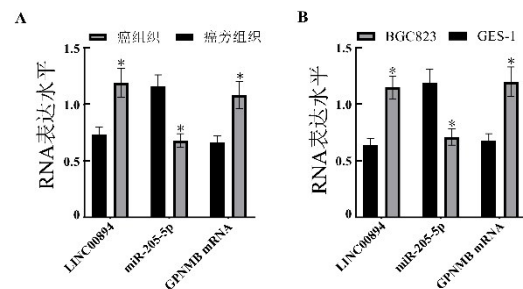 A
癌组织 癌旁组织
RNA表达水平
1.5
1.0
0.5
0
* * *
LINC00894
miR-205-5p
GPNMB mRNA
B
BGC823 GES-1
RNA表达水平
1.5
1.0
0.5
0
* * *
LINC00894
miR-205-5p
GPNMB mRNA